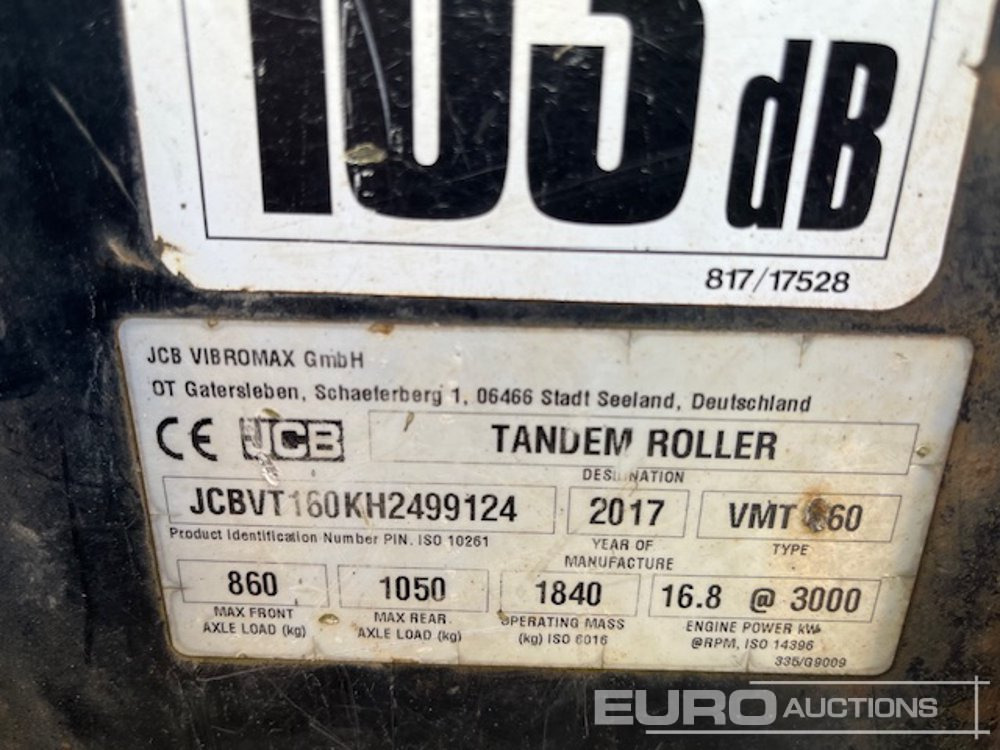 105 dB
817/17528
JCB VIBROMAX GmbH
OT Gatersleben, Schaeferberg 1, 06466 Stadt Seeland, Deutschland
CE JCB TANDEM ROLLER
DESIGNATION
JCBVT160KH2499124 2017 VMT 60
Product Identification Number PIN. ISO 10261 YEAR OF MANUFACTURE TYPE
860 1050 1840 16.8 @ 3000
MAX FRONT AXLE LOAD (kg) MAX REAR AXLE LOAD (kg) OPERATING MASS (kg) ISO 6016 ENGINE POWER kW @RPM, ISO 14396
335/G9009
EURO AUCTIONS